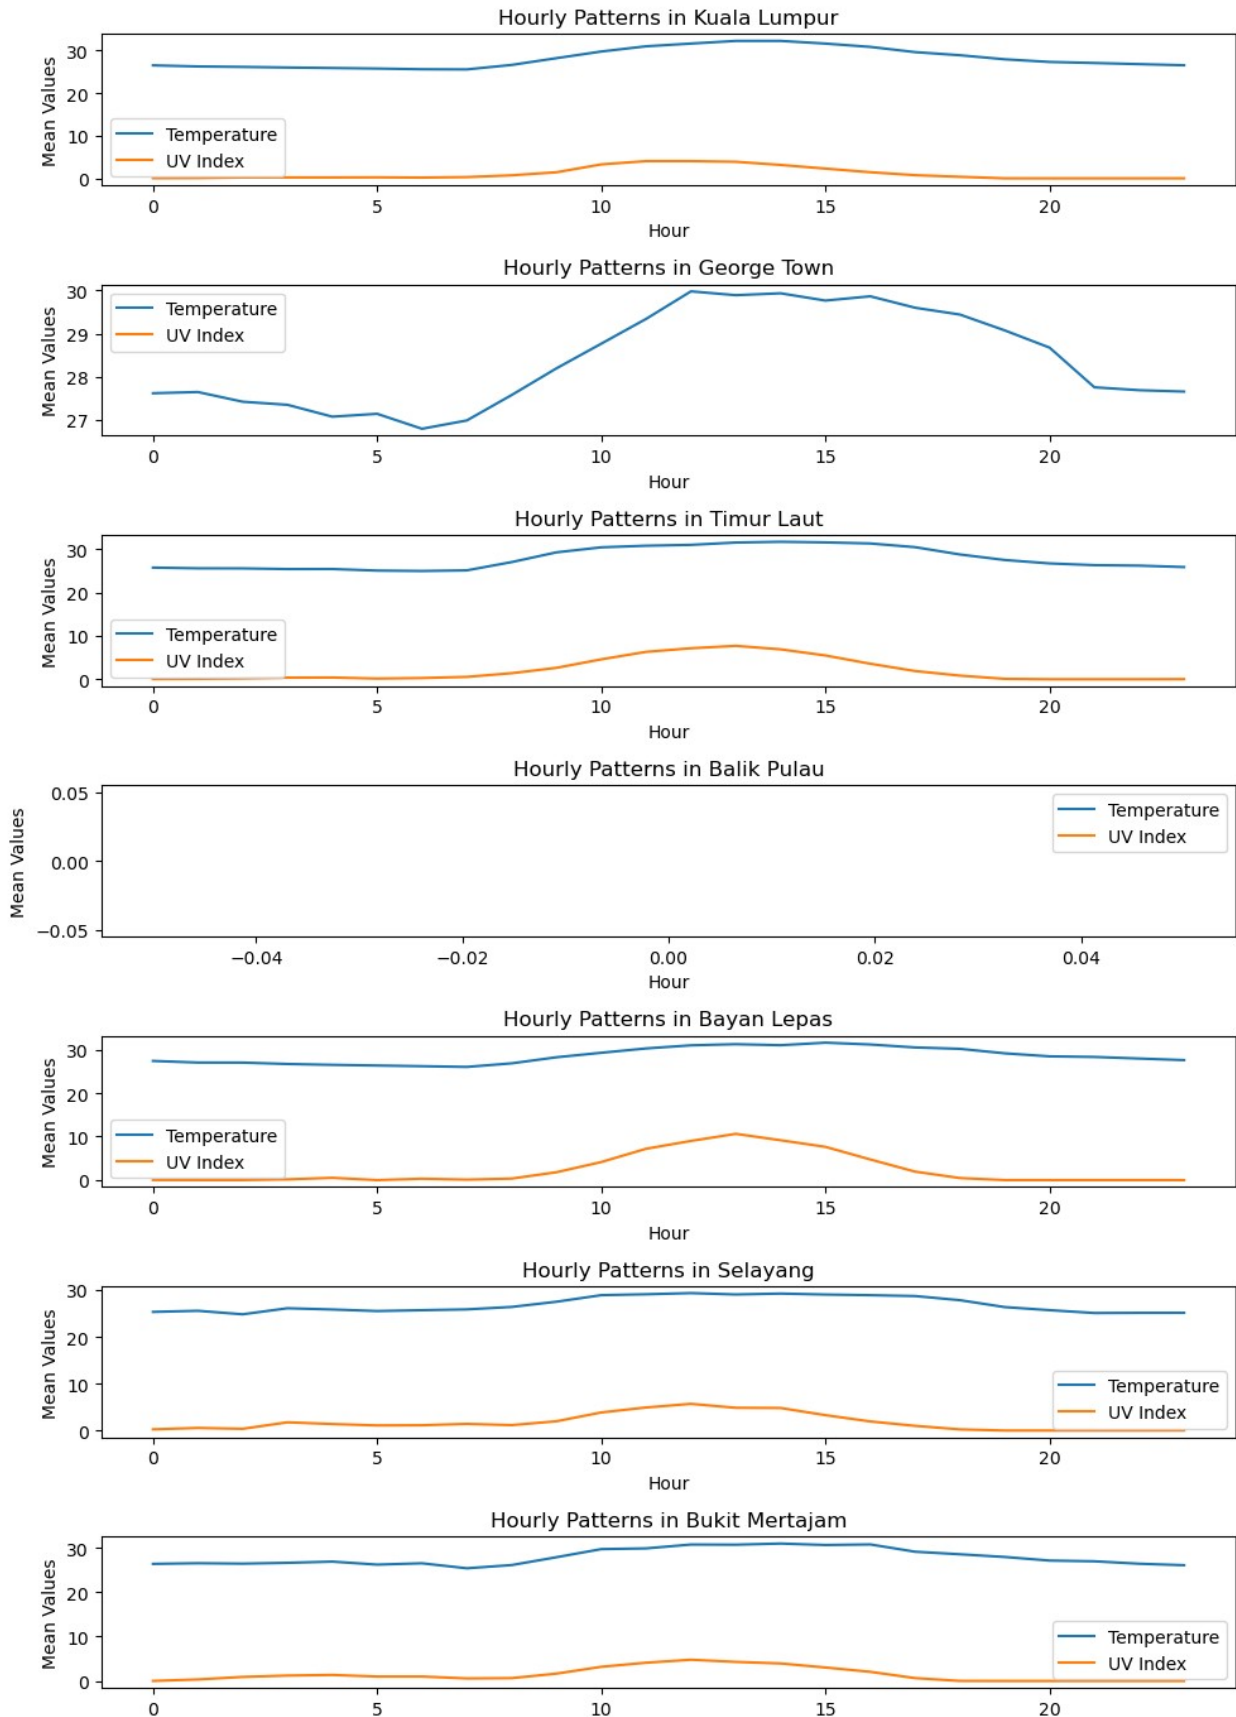 Hourly Patterns in Kuala Lumpur
Mean Values
30
20
10
0
Temperature
UV Index
0 5 10 15 20
Hour
Hourly Patterns in George Town
Mean Values
30
29
28
27
Temperature
UV Index
0 5 10 15 20
Hour
Hourly Patterns in Timur Laut
Mean Values
30
20
10
0
Temperature
UV Index
0 5 10 15 20
Hour
Hourly Patterns in Balik Pulau
Mean Values
0.05
0.00
−0.05
Temperature
UV Index
−0.04 −0.02 0.00 0.02 0.04
Hour
Hourly Patterns in Bayan Lepas
Mean Values
30
20
10
0
Temperature
UV Index
0 5 10 15 20
Hour
Hourly Patterns in Selayang
Mean Values
30
20
10
0
Temperature
UV Index
0 5 10 15 20
Hour
Hourly Patterns in Bukit Mertajam
Mean Values
30
20
10
0
Temperature
UV Index
0 5 10 15 20